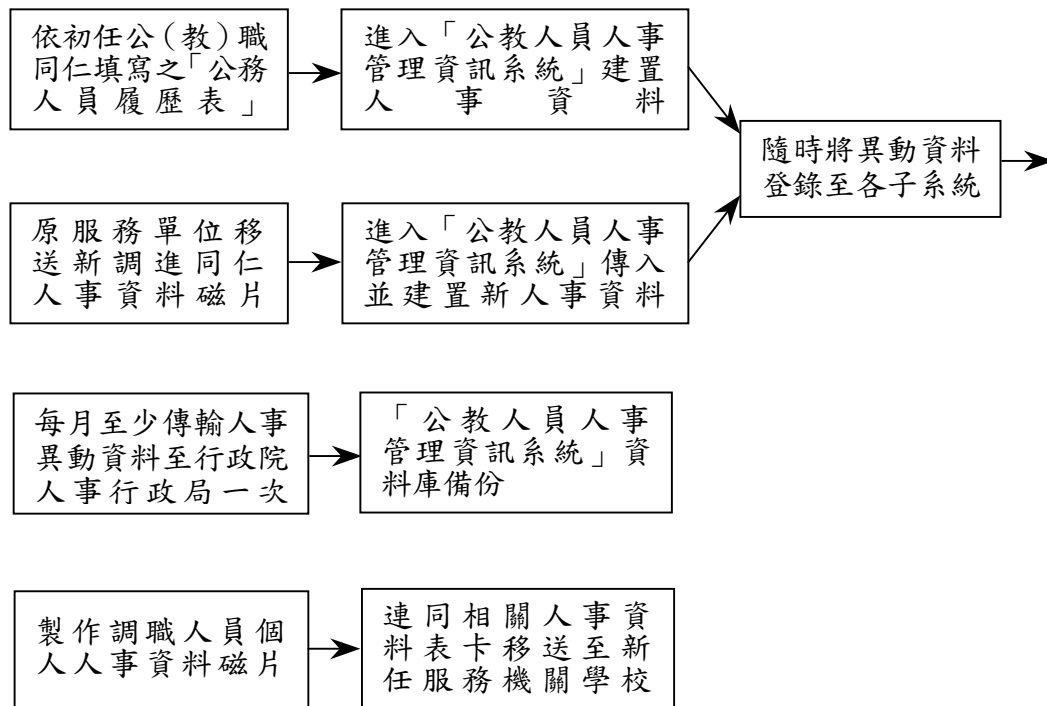 依初任公（教）職
同仁填寫之「公務
人員履歷表」
進入「公教人員人事
管理資訊系統」建置
人事資料
隨時將異動資料
登錄至各子系統
原服務單位移
送新調進同仁
人事資料磁片
進入「公教人員人事
管理資訊系統」傳入
並建置新人事資料
每月至少傳輸人事
異動資料至行政院
人事行政局一次
「公教人員人事
管理資訊系統」資
料庫備份
製作調職人員個
人人事資料磁片
連同相關人事資
料表卡移送至新
任服務機關學校